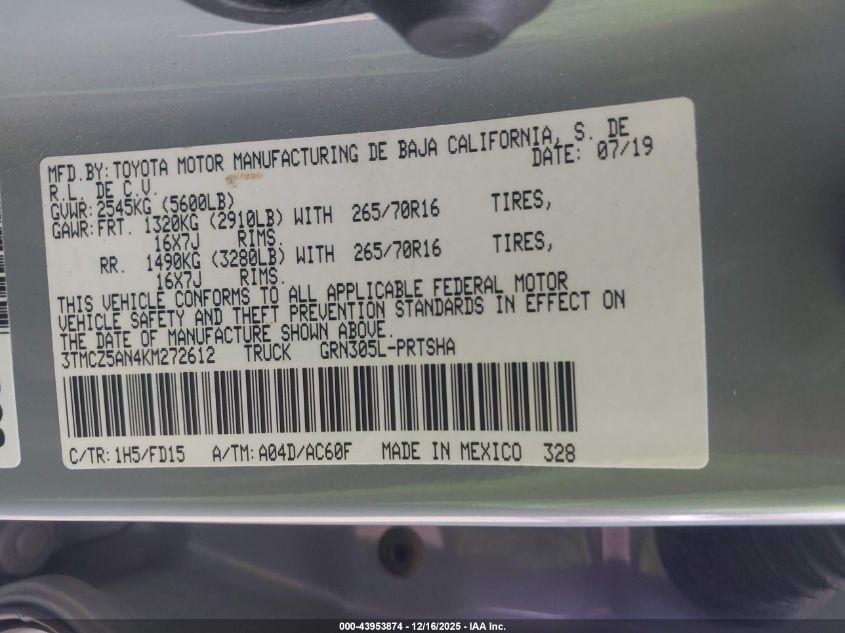 MFD.BY:TOYOTA MOTOR MANUFACTURING DE BAJA CALIFORNIA, S. DE
R.L. DE C.V. DATE: 07/19
GVWR:2545KG (5600LB)
GAWR:FRT. 1320KG (2910LB) WITH 265/70R16 TIRES,
16X7J RIMS.
RR. 1490KG (3280LB) WITH 265/70R16 TIRES,
16X7J RIMS.
THIS VEHICLE CONFORMS TO ALL APPLICABLE FEDERAL MOTOR
VEHICLE SAFETY AND THEFT PREVENTION STANDARDS IN EFFECT ON
THE DATE OF MANUFACTURE SHOWN ABOVE.
3TMCZ5AN4KM272612 TRUCK GRN305L-PRTSHA
C/TR:1H5/FD15 A/TM:A04D/AC60F MADE IN MEXICO 328
000-43953874 - 12/16/2025 - IAA Inc.